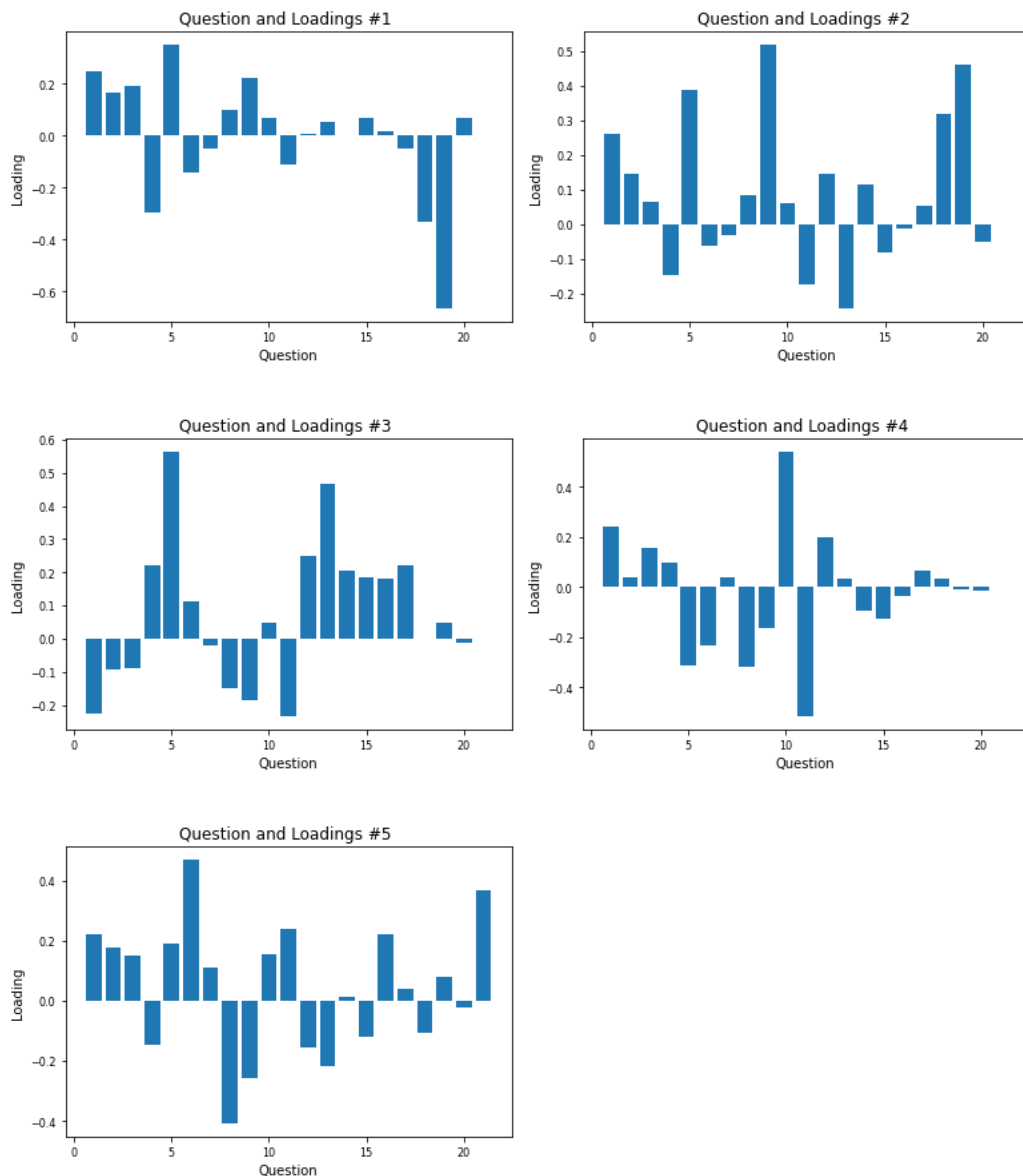 Question and Loadings #1
0.2
0.0
−0.2
−0.4
−0.6
Loading
0 5 10 15 20
Question
Question and Loadings #2
0.5
0.4
0.3
0.2
0.1
0.0
−0.1
−0.2
Loading
0 5 10 15 20
Question
Question and Loadings #3
0.6
0.5
0.4
0.3
0.2
0.1
0.0
−0.1
−0.2
Loading
0 5 10 15 20
Question
Question and Loadings #4
0.4
0.2
0.0
−0.2
−0.4
Loading
0 5 10 15 20
Question
Question and Loadings #5
0.4
0.2
0.0
−0.2
−0.4
Loading
0 5 10 15 20
Question